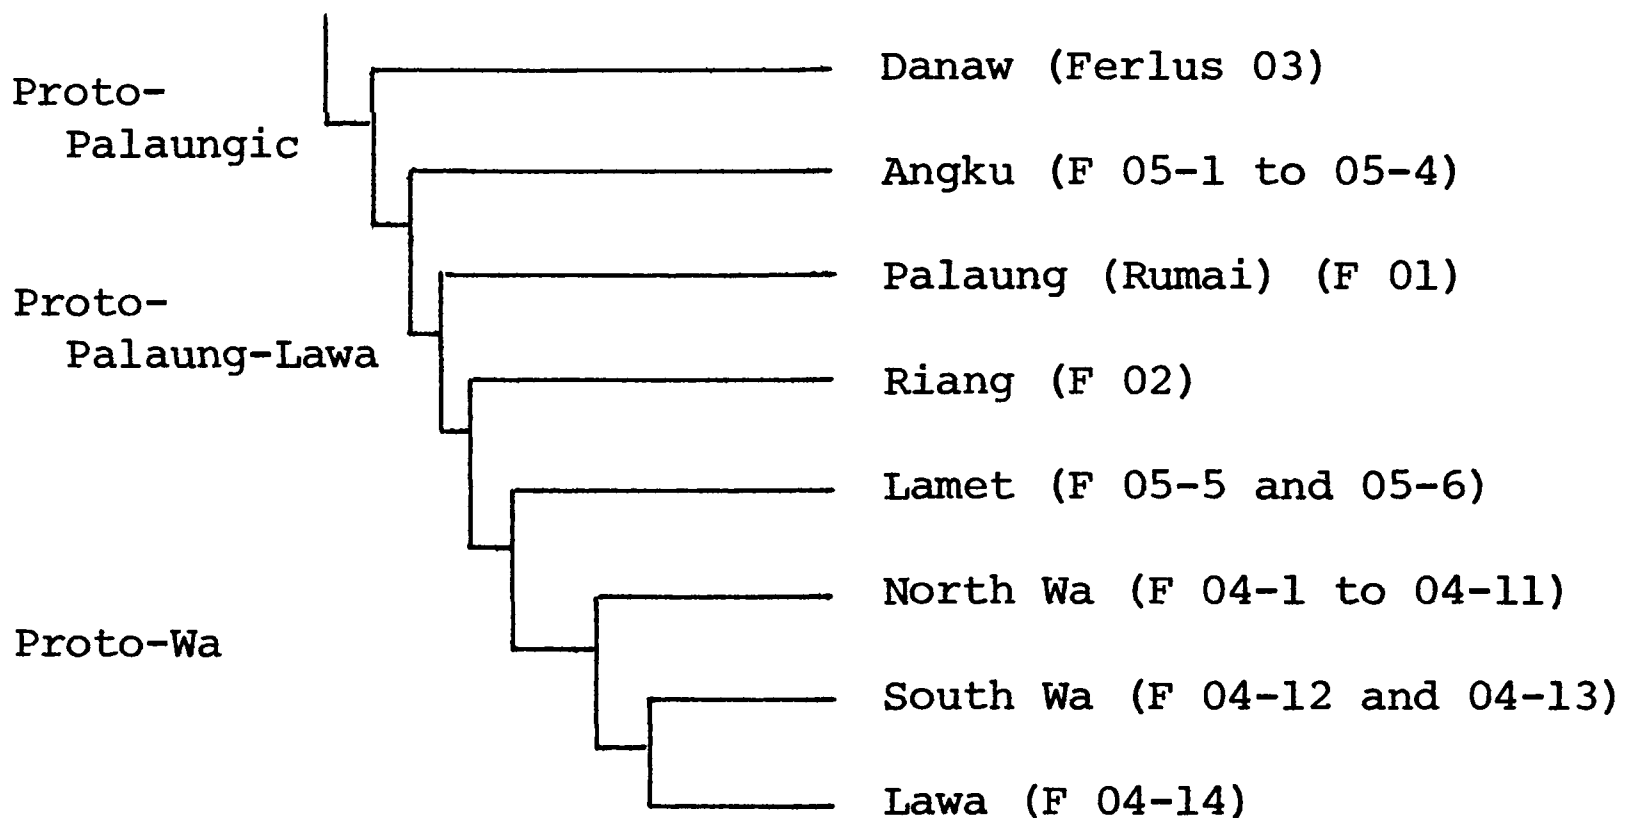 Danaw (Ferlus 03)
Proto-
Palaungic
Angku (F 05-1 to 05-4)
Palaung (Rumai) (F 01)
Proto-
Palaung-Lawa
Riang (F 02)
Lamet (F 05-5 and 05-6)
North Wa (F 04-1 to 04-11)
Proto-Wa
South Wa (F 04-12 and 04-13)
Lawa (F 04-14)